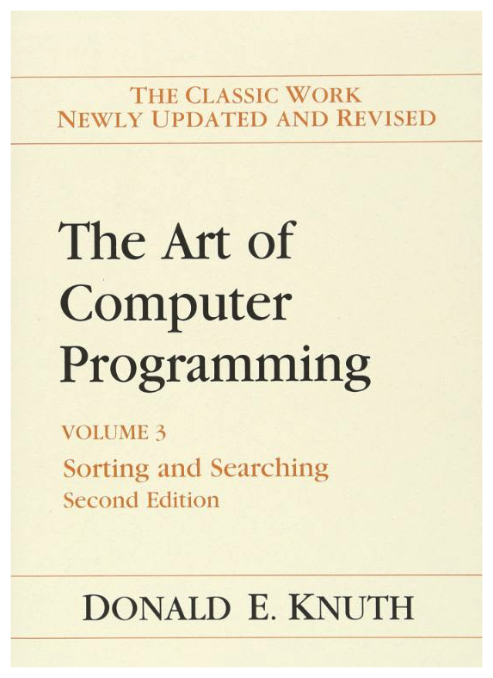 THE CLASSIC WORK
NEWLY UPDATED AND REVISED
The Art of
Computer
Programming
VOLUME 3
Sorting and Searching
Second Edition
DONALD E. KNUTH